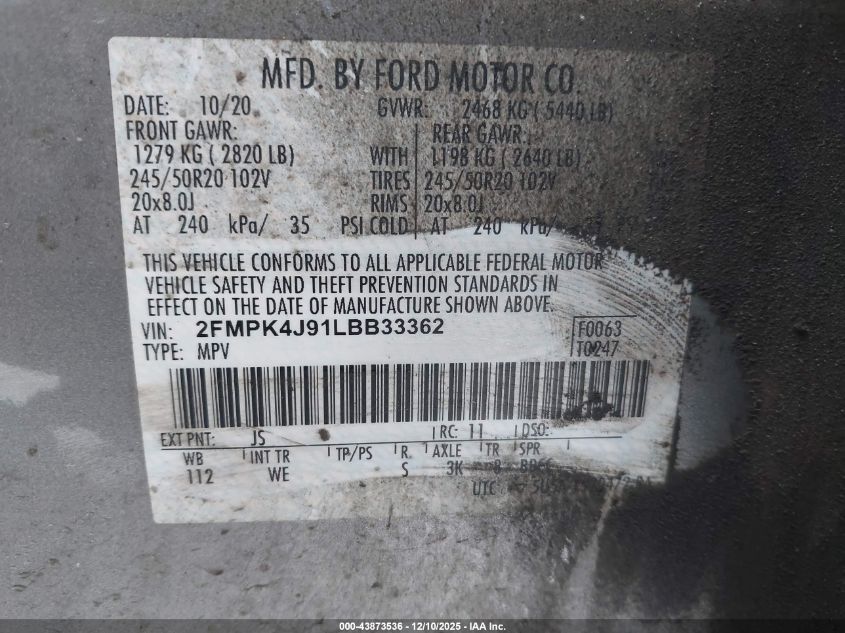 MFD. BY FORD MOTOR CO.
DATE: 10/20 GVWR: 2468 KG ( 5440 LB)
FRONT GAWR: REAR GAWR:
1279 KG ( 2820 LB) WITH 1198 KG ( 2640 LB)
245/50R20 102V TIRES 245/50R20 102V
20x8.0J RIMS 20x8.0J
AT 240 kPa/ 35 PSI COLD AT 240 kPa/ 35
THIS VEHICLE CONFORMS TO ALL APPLICABLE FEDERAL MOTOR
VEHICLE SAFETY AND THEFT PREVENTION STANDARDS IN
EFFECT ON THE DATE OF MANUFACTURE SHOWN ABOVE.
VIN: 2FMPK4J91LBB33362 F0063
TYPE: MPV T0247
EXT PNT: JS RC: 11 DSO:
WB INT TR TP/PS R AXLE TR SPR
112 WE S 3K 8
UTC
000-43873536 - 12/10/2025 - IAA Inc.